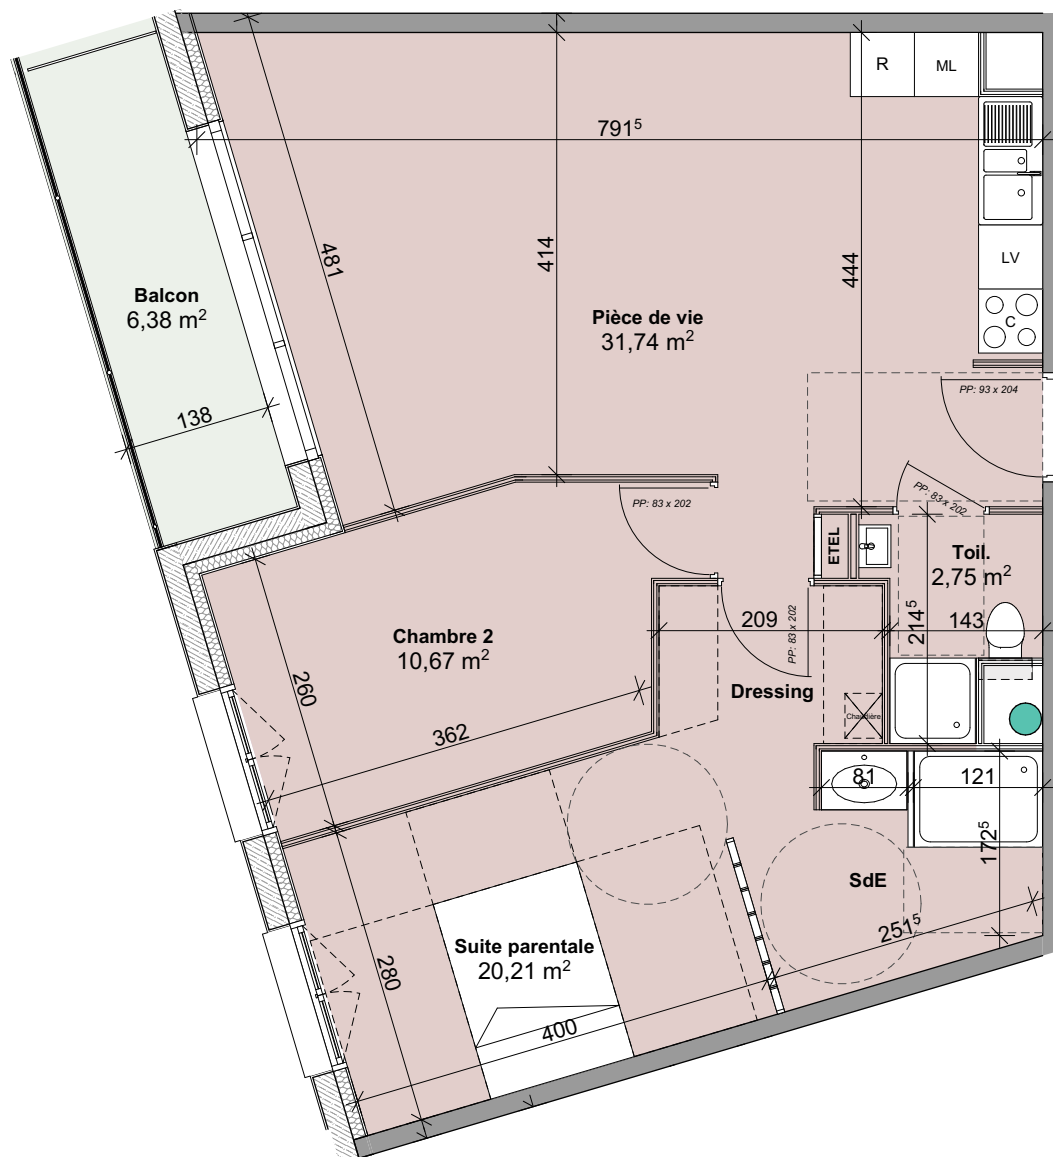 R
ML
791⁵
481
414
444
LV
Balcon
6,38 m²
Pièce de vie
31,74 m²
C
PP: 93 x 204
138
PP: 83 x 202
PP: 83 x 202
ETEL
Toil.
2,75 m²
209
214⁵
143
PP: 83 x 202
Chambre 2
10,67 m²
260
362
Dressing
Chaudière
81
121
172⁵
SdE
251⁵
Suite parentale
20,21 m²
280
400